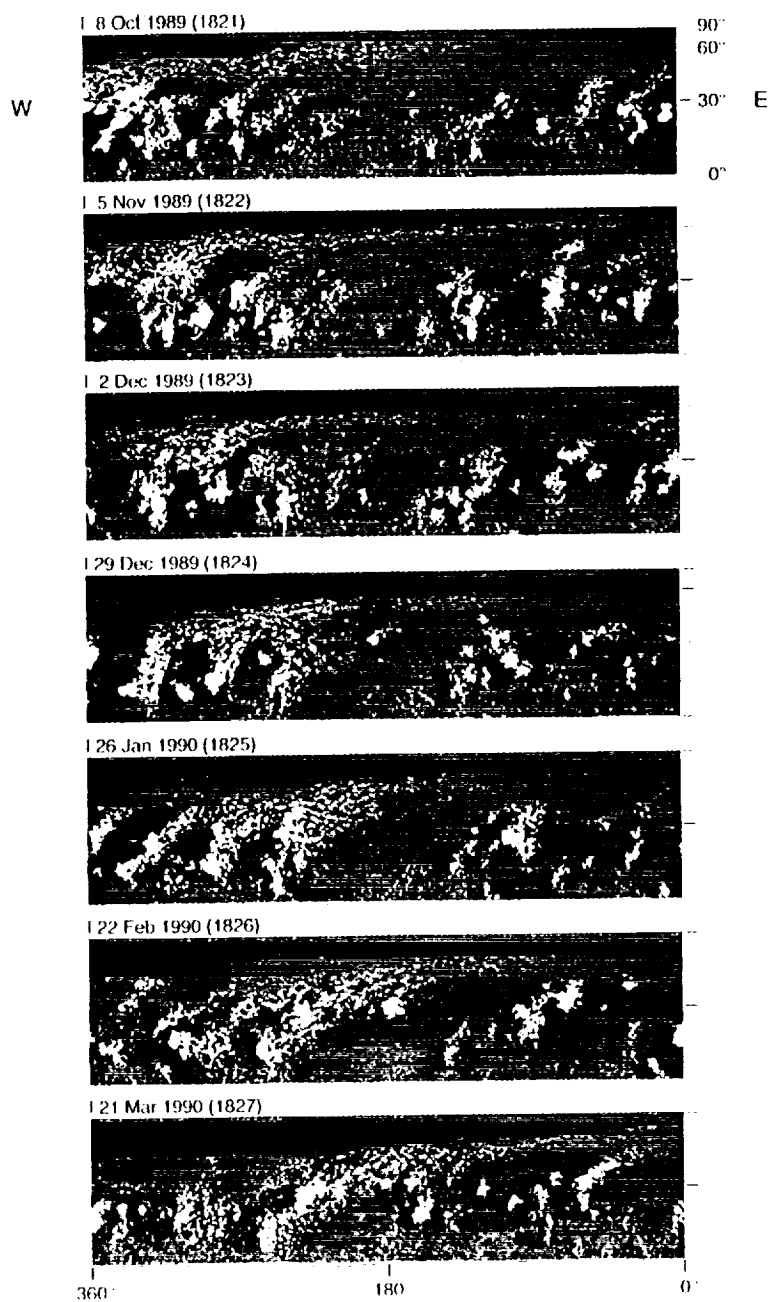 | 8 Oct 1989 (1821)
90°
60°
W
30°
E
0°
| 5 Nov 1989 (1822)
| 2 Dec 1989 (1823)
| 29 Dec 1989 (1824)
| 26 Jan 1990 (1825)
| 22 Feb 1990 (1826)
| 21 Mar 1990 (1827)
360° 180 0°